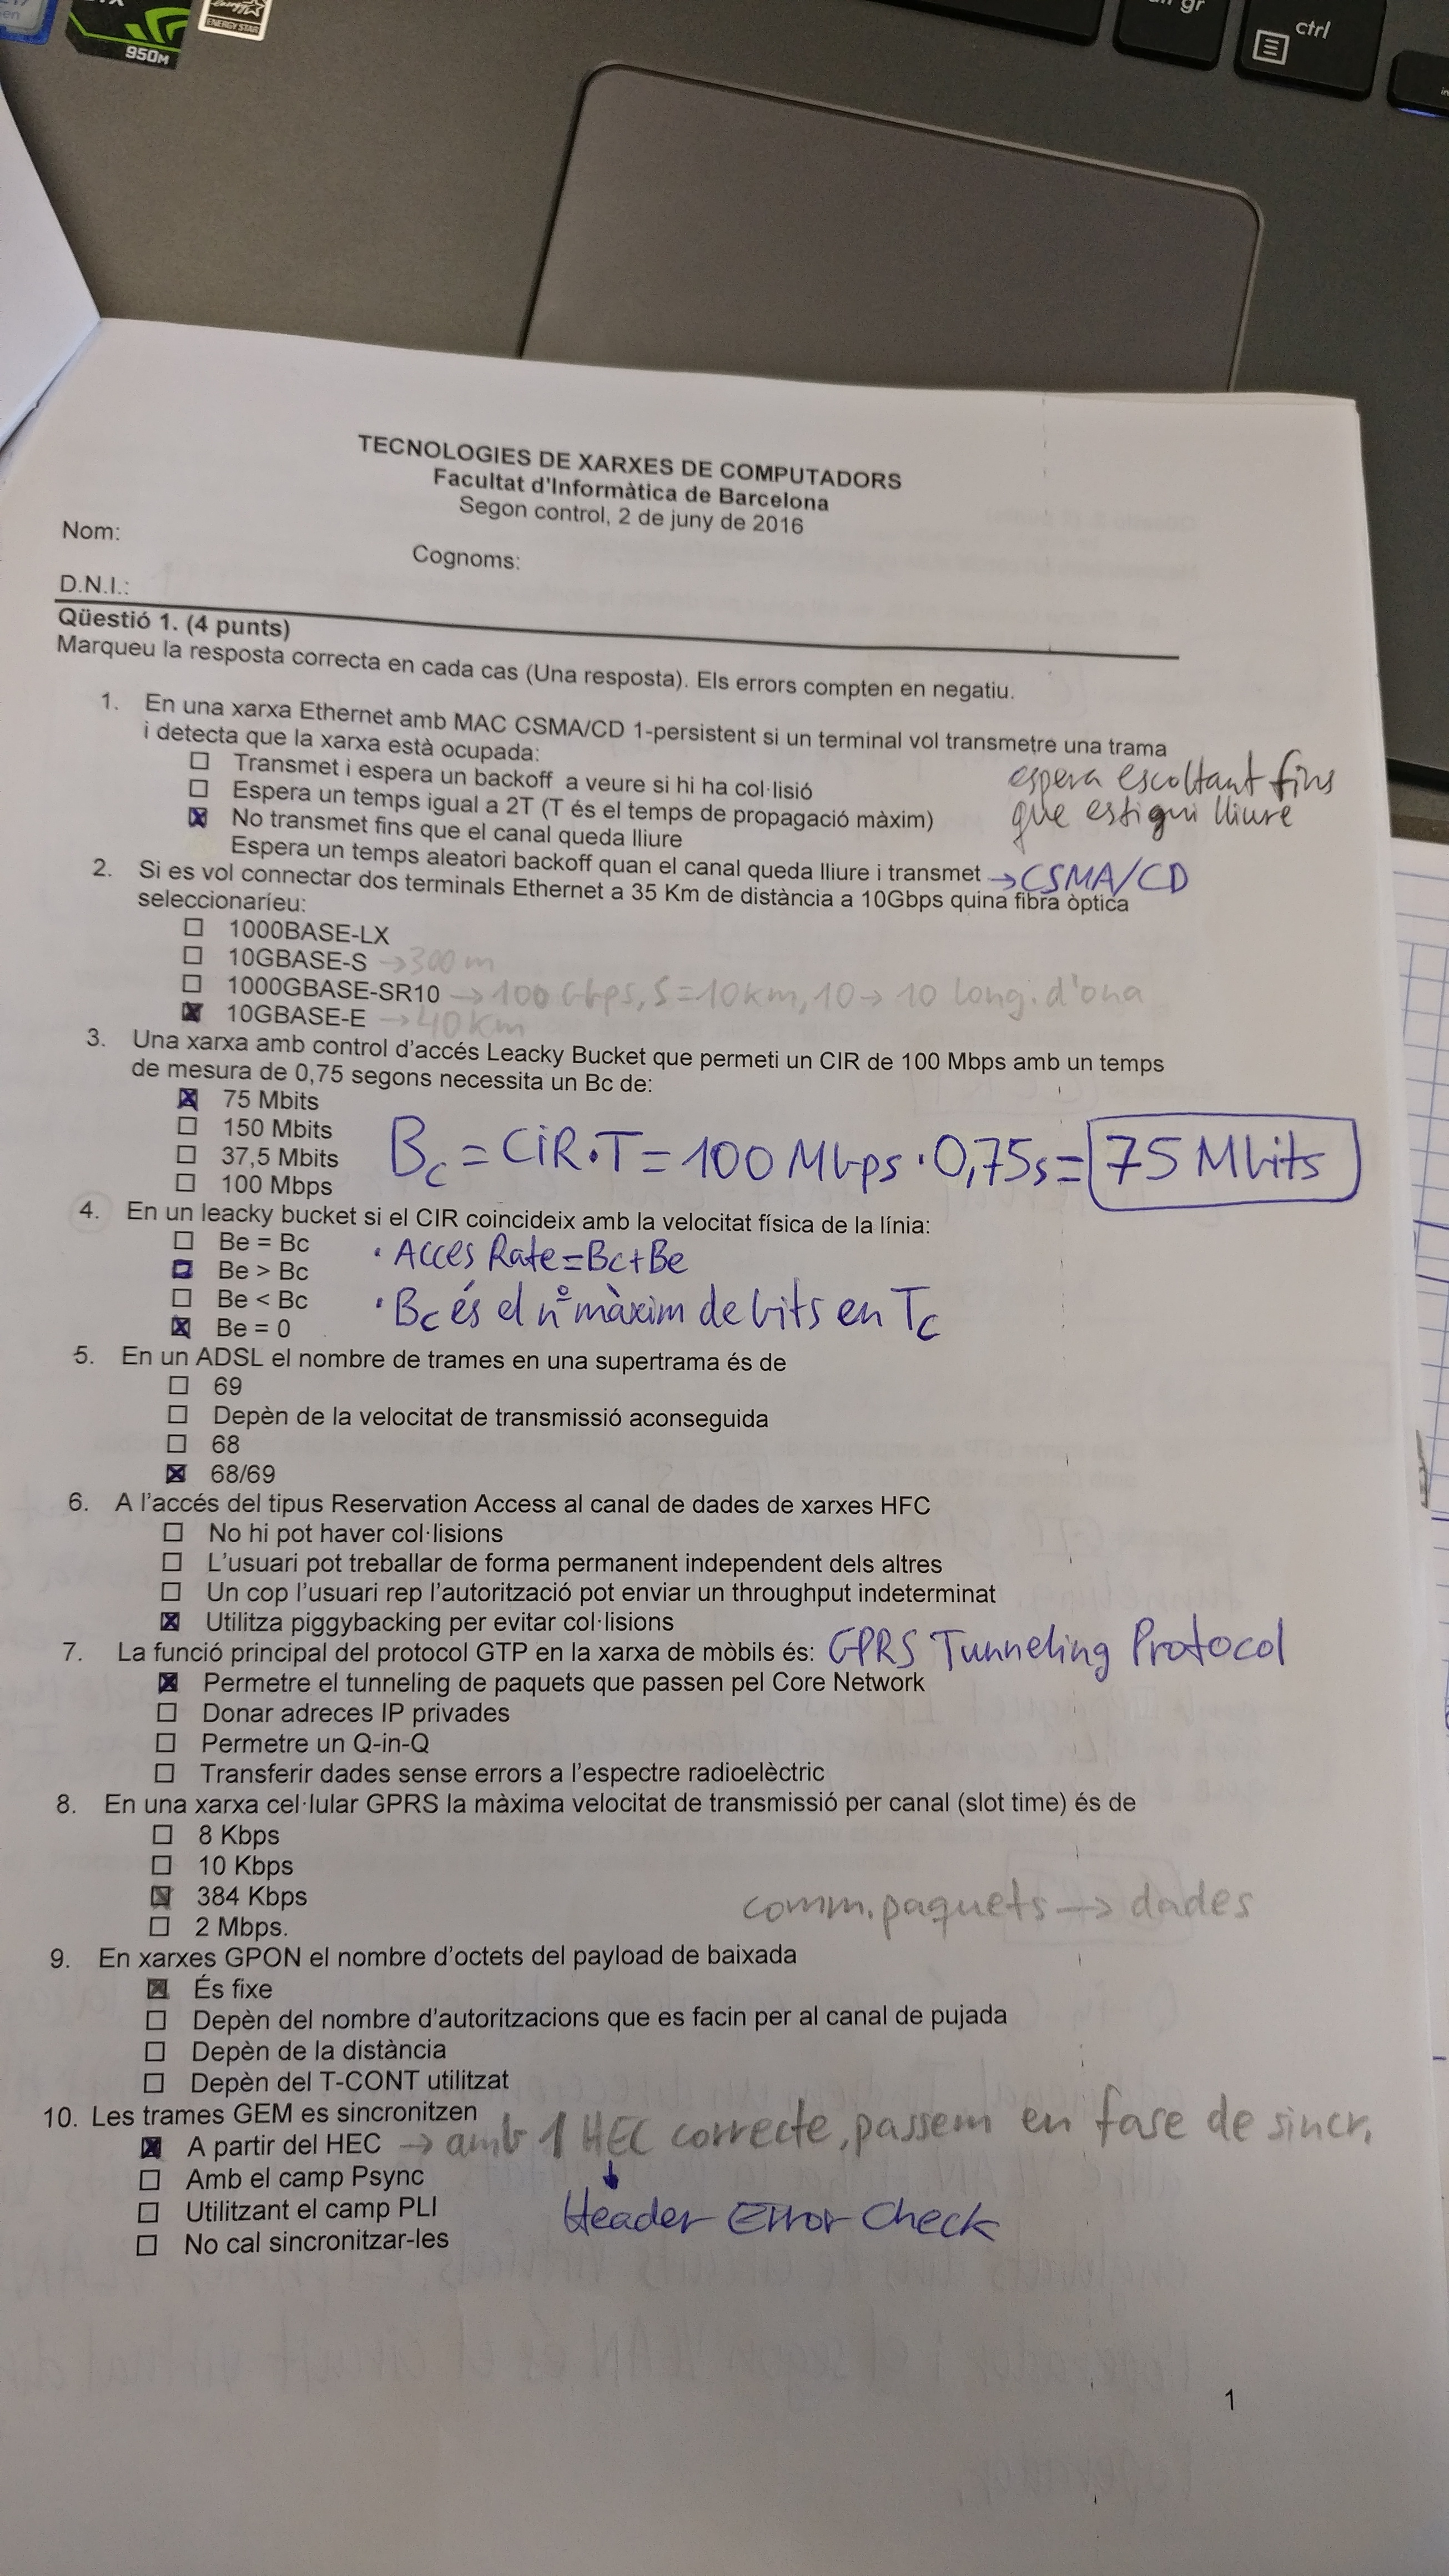 950M
ENERGY STAR
gr
ctrl
TECNOLOGIES DE XARXES DE COMPUTADORS
Facultat d'Informàtica de Barcelona
Segon control, 2 de juny de 2016
Nom:
Cognoms:
D.N.I.:
Qüestió 1. (4 punts)
Marqueu la resposta correcta en cada cas (Una resposta). Els errors compten en negatiu.
1. En una xarxa Ethernet amb MAC CSMA/CD 1-persistent si un terminal vol transmetre una trama
i detecta que la xarxa està ocupada:
☐ Transmet i espera un backoff a veure si hi ha col·lisió
☐ Espera un temps igual a 2T (T és el temps de propagació màxim)
☒ No transmet fins que el canal queda lliure
espera escoltant fins
que estigui lliure
Espera un temps aleatori backoff quan el canal queda lliure i transmet → CSMA/CD
2. Si es vol connectar dos terminals Ethernet a 35 Km de distància a 10Gbps quina fibra òptica
seleccionaríeu:
☐ 1000BASE-LX
☐ 10GBASE-S → 300 m
☐ 1000GBASE-SR10 → 100 Gbps, S=10km, 10 → 10 long. d'ona
☒ 10GBASE-E → 40 Km
3. Una xarxa amb control d'accés Leacky Bucket que permeti un CIR de 100 Mbps amb un temps
de mesura de 0,75 segons necessita un Bc de:
☒ 75 Mbits
☐ 150 Mbits
☐ 37,5 Mbits
☐ 100 Mbps
Bc = CIR·T = 100 Mbps · 0,75s = 75 Mbits
4. En un leacky bucket si el CIR coincideix amb la velocitat física de la línia:
☐ Be = Bc
☐ Be > Bc
☐ Be < Bc
☒ Be = 0
· Acces Rate = Bc + Be
· Bc és el nº màxim de bits en Tc
5. En un ADSL el nombre de trames en una supertrama és de
☐ 69
☐ Depèn de la velocitat de transmissió aconseguida
☐ 68
☒ 68/69
6. A l'accés del tipus Reservation Access al canal de dades de xarxes HFC
☐ No hi pot haver col·lisions
☐ L'usuari pot treballar de forma permanent independent dels altres
☐ Un cop l'usuari rep l'autorització pot enviar un throughput indeterminat
☒ Utilitza piggybacking per evitar col·lisions
7. La funció principal del protocol GTP en la xarxa de mòbils és: GPRS Tunneling Protocol
☒ Permetre el tunneling de paquets que passen pel Core Network
☐ Donar adreces IP privades
☐ Permetre un Q-in-Q
☐ Transferir dades sense errors a l'espectre radioelèctric
8. En una xarxa cel·lular GPRS la màxima velocitat de transmissió per canal (slot time) és de
☐ 8 Kbps
☐ 10 Kbps
☒ 384 Kbps
☐ 2 Mbps.
comm. paquets → dades
9. En xarxes GPON el nombre d'octets del payload de baixada
☒ És fixe
☐ Depèn del nombre d'autoritzacions que es facin per al canal de pujada
☐ Depèn de la distància
☐ Depèn del T-CONT utilitzat
10. Les trames GEM es sincronitzen
☒ A partir del HEC → amb 1 HEC correcte, passem en fase de sincr.
☐ Amb el camp Psync
☐ Utilitzant el camp PLI
☐ No cal sincronitzar-les
Header Error Check
1